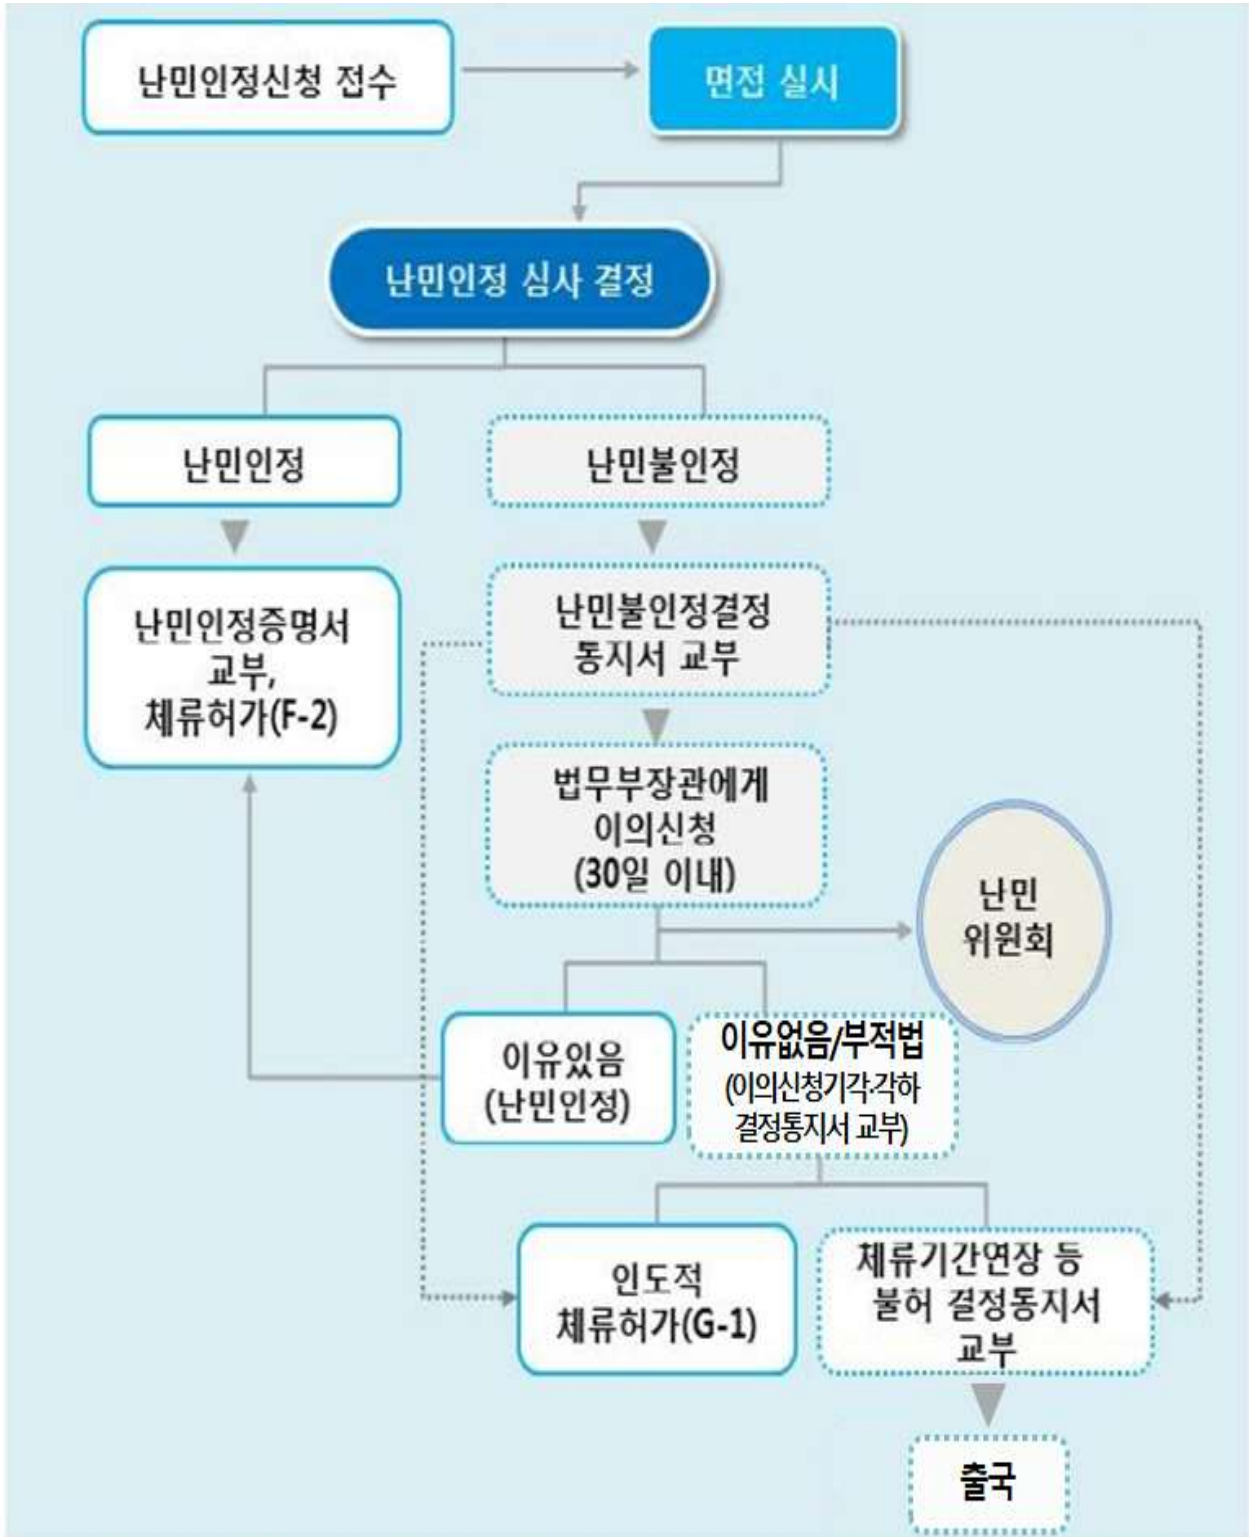 난민인정신청 접수
면접 실시
난민인정 심사 결정
난민인정
난민불인정
난민인정증명서
교부,
체류허가(F-2)
난민불인정결정
통지서 교부
법무부장관에게
이의신청
(30일 이내)
난민
위원회
이유있음
(난민인정)
이유없음/부적법
(이의신청기각·각하
결정통지서 교부)
인도적
체류허가(G-1)
체류기간연장 등
불허 결정통지서
교부
출국